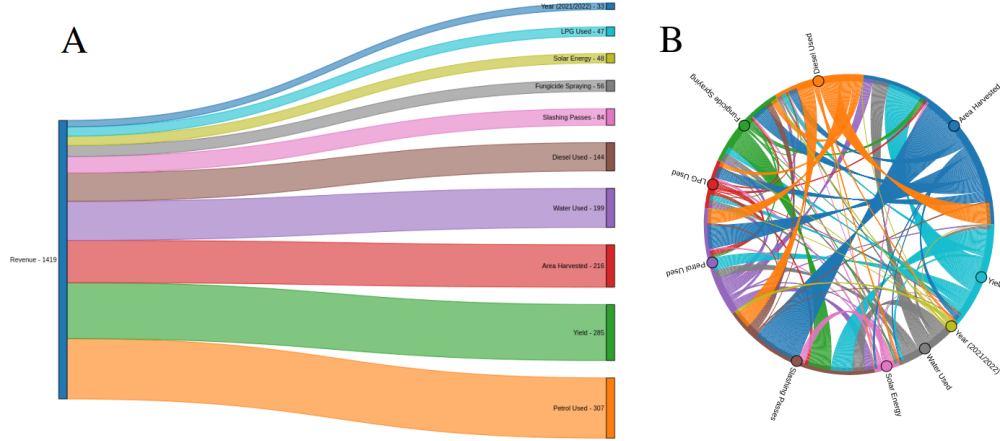 A
Year (2021/2022) - 33
LPG Used - 47
Solar Energy - 48
Fungicide Spraying - 56
Slashing Passes - 84
Diesel Used - 144
Water Used - 199
Revenue - 1419
Area Harvested - 216
Yield - 285
Petrol Used - 307
B
Diesel Used
Area Harvested
Fungicide Spraying
LPG Used
Petrol Used
Yield
Year (2021/2022)
Water Used
Solar Energy
Slashing Passes